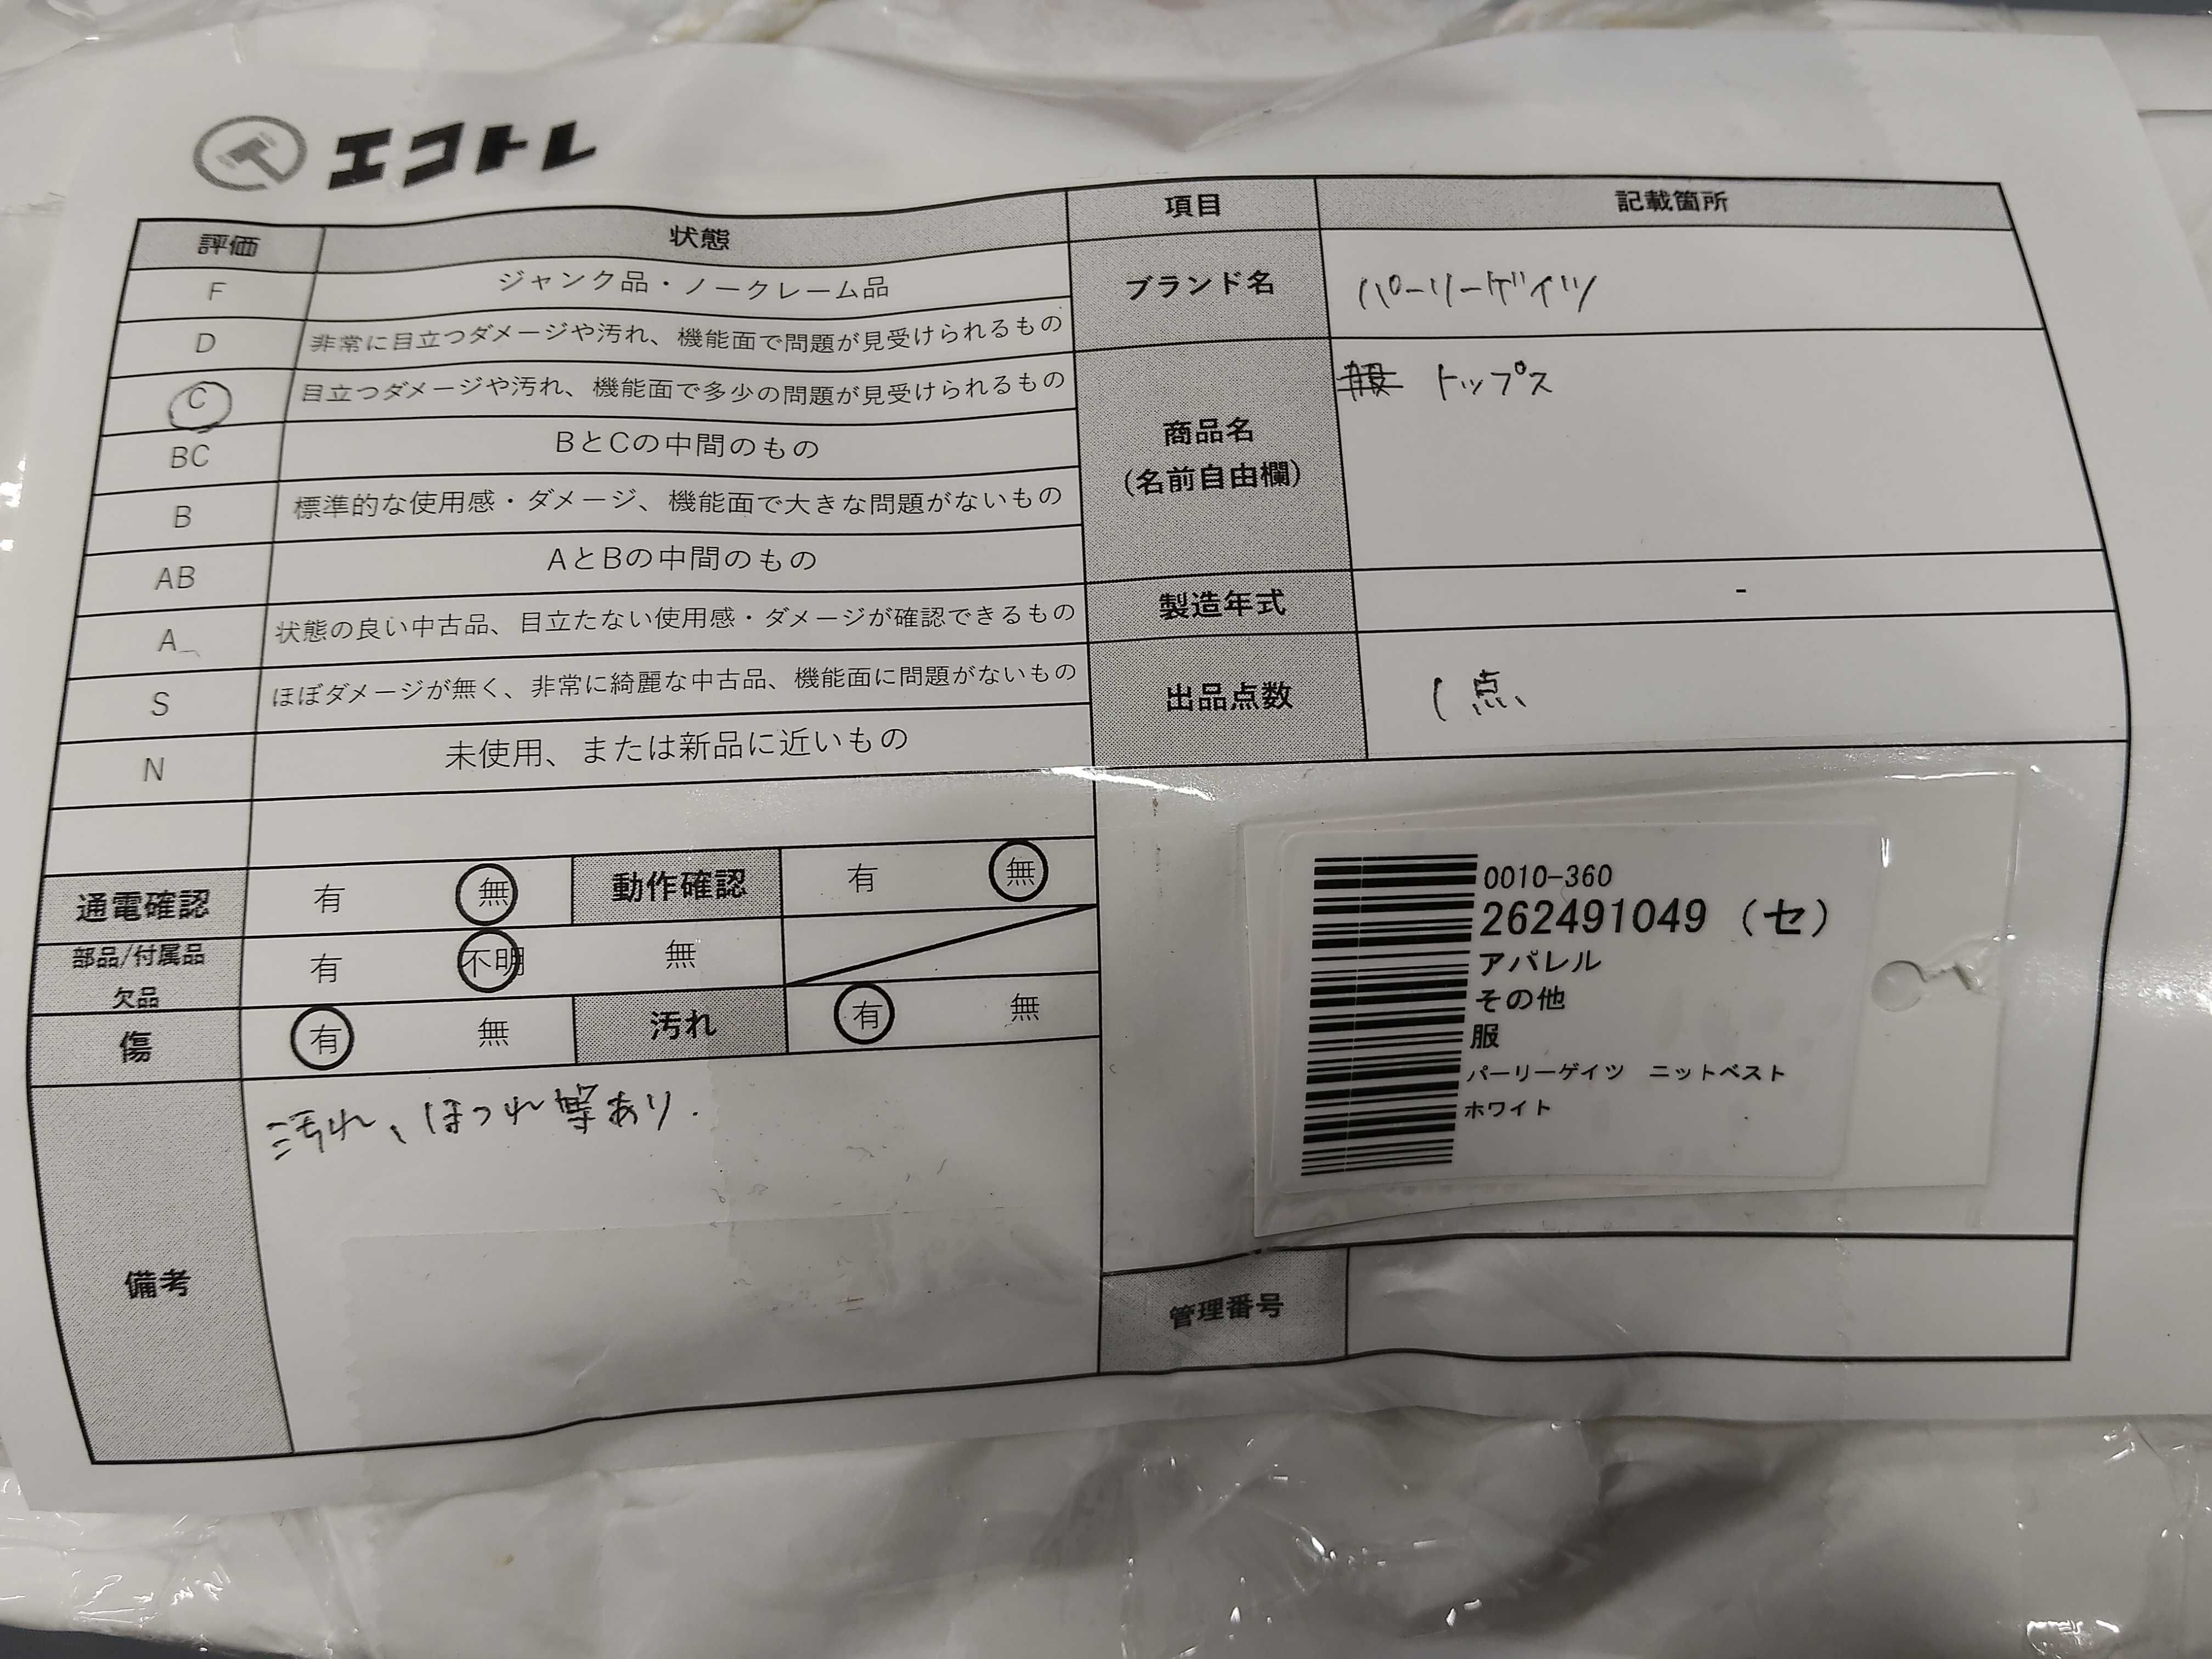 エコトレ
評価 状態
F ジャンク品・ノークレーム品
D 非常に目立つダメージや汚れ、機能面で問題が見受けられるもの
C 目立つダメージや汚れ、機能面で多少の問題が見受けられるもの
BC BとCの中間のもの
B 標準的な使用感・ダメージ、機能面で大きな問題がないもの
AB AとBの中間のもの
A 状態の良い中古品、目立たない使用感・ダメージが確認できるもの
S ほぼダメージが無く、非常に綺麗な中古品、機能面に問題がないもの
N 未使用、または新品に近いもの
通電確認 有 無 動作確認 有 無
部品/付属品 有 不明 無
欠品
傷 有 無 汚れ 有 無
備考
汚れ、ほつれ等あり.
項目 記載箇所
ブランド名 パーリーゲイツ
商品名 トップス
(名前自由欄)
製造年式 -
出品点数 1点、
0010-360
262491049 (セ)
アパレル
その他
服
パーリーゲイツ ニットベスト
ホワイト
管理番号